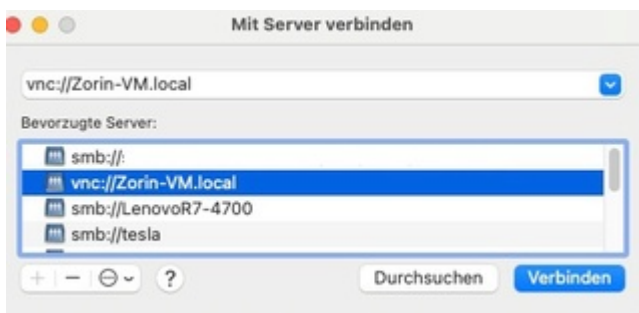 Mit Server verbinden
vnc://Zorin-VM.local
Bevorzugte Server:
smb://:
vnc://Zorin-VM.local
smb://LenovoR7-4700
smb://tesla
+ − ?
Durchsuchen
Verbinden